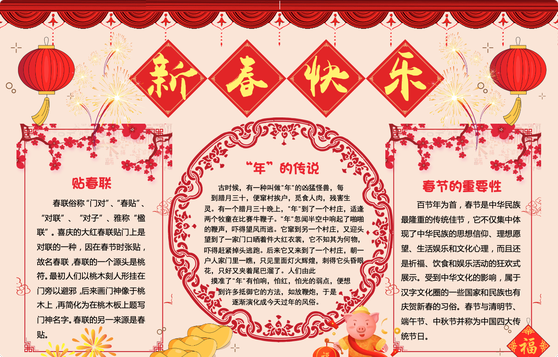 新春快乐
贴春联
春联俗称“门对”、“春贴”、
“对联”、“对子”、雅称“楹
联”。喜庆的大红春联贴门上是
对联的一种，因在春节时张贴，
故名春联，春联的一个源头是桃
符。最初人们以桃木刻人形挂在
门旁以避邪，后来画门神像于桃
木上，再简化为在桃木板上题写
门神名字。春联的另一来源是春
贴。
“年”的传说
古时候，有一种叫做“年”的凶猛怪兽，每
到腊月三十，便窜村挨户，觅食人肉，残害生
灵。有一个腊月三十晚上，“年”到了一个村庄，适逢
两个牧童在比赛牛鞭子。“年”忽闻半空中响起了啪啪
的鞭声，吓得望风而逃。它窜到另一个村庄，又迎头
望到了一家门口晒着件大红衣裳，它不知其为何物，
吓得赶紧掉头逃跑。后来它又来到了一个村庄，朝一
户人家门里一瞧，只见里面灯火辉煌，刺得它头昏眼
花，只好又夹着尾巴溜了。人们由此
摸准了“年”有怕响，怕红，怕光的弱点，便想
到许多抵御它的方法，如放鞭炮，于是
逐渐演化成今天过年的风俗。
春节的重要性
百节年为首，春节是中华民族
最隆重的传统佳节，它不仅集中体
现了中华民族的思想信仰、理想愿
望、生活娱乐和文化心理，而且还
是祈福、饮食和娱乐活动的狂欢式
展示。受到中华文化的影响，属于
汉字文化圈的一些国家和民族也有
庆贺新春的习俗。春节与清明节、
端午节、中秋节并称为中国四大传
统节日。
福